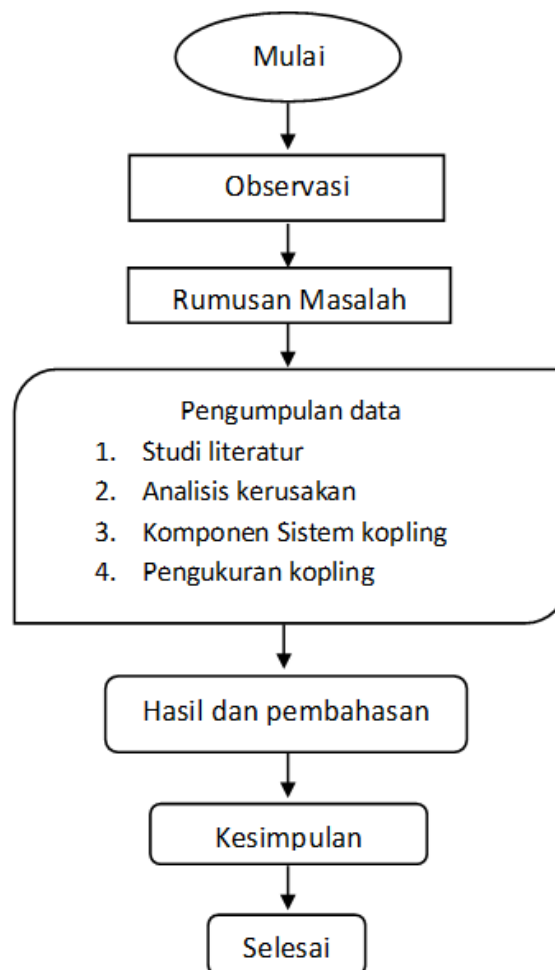 Mulai
Observasi
Rumusan Masalah
Pengumpulan data
1. Studi literatur
2. Analisis kerusakan
3. Komponen Sistem kopling
4. Pengukuran kopling
Hasil dan pembahasan
Kesimpulan
Selesai